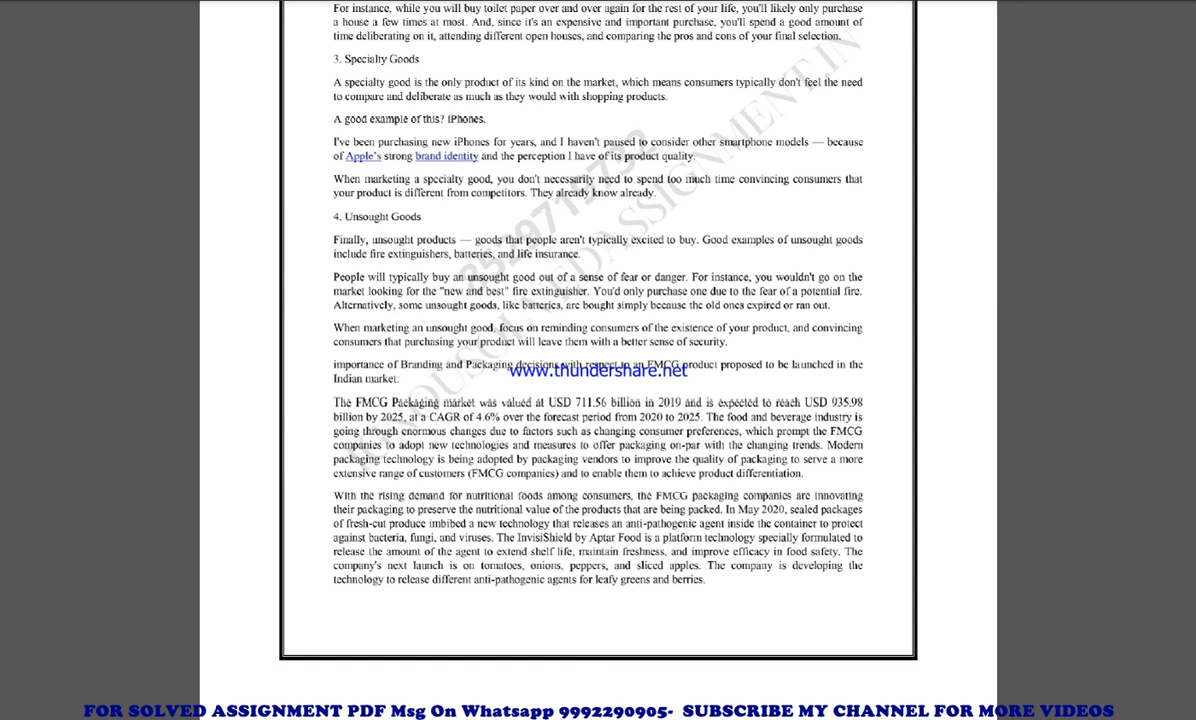 For instance, while you will buy toilet paper over and over again for the rest of your life, you'll likely only purchase
a house a few times at most. And, since it's an expensive and important purchase, you'll spend a good amount of
time deliberating on it, attending different open houses, and comparing the pros and cons of your final selection.
3. Specialty Goods
A specialty good is the only product of its kind on the market, which means consumers typically don't feel the need
to compare and deliberate as much as they would with shopping products.
A good example of this? iPhones.
I've been purchasing new iPhones for years, and I haven't paused to consider other smartphone models — because
of Apple's strong brand identity and the perception I have of its product quality.
When marketing a specialty good, you don't necessarily need to spend too much time convincing consumers that
your product is different from competitors. They already know already.
4. Unsought Goods
Finally, unsought products — goods that people aren't typically excited to buy. Good examples of unsought goods
include fire extinguishers, batteries, and life insurance.
People will typically buy an unsought good out of a sense of fear or danger. For instance, you wouldn't go on the
market looking for the "new and best" fire extinguisher. You'd only purchase one due to the fear of a potential fire.
Alternatively, some unsought goods, like batteries, are bought simply because the old ones expired or ran out.
When marketing an unsought good, focus on reminding consumers of the existence of your product, and convincing
consumers that purchasing your product will leave them with a better sense of security.
importance of Branding and Packaging decisions with respect to an FMCG product proposed to be launched in the
www.thundershare.net
Indian market:
The FMCG Packaging market was valued at USD 711.56 billion in 2019 and is expected to reach USD 935.98
billion by 2025, at a CAGR of 4.6% over the forecast period from 2020 to 2025. The food and beverage industry is
going through enormous changes due to factors such as changing consumer preferences, which prompt the FMCG
companies to adopt new technologies and measures to offer packaging on-par with the changing trends. Modern
packaging technology is being adopted by packaging vendors to improve the quality of packaging to serve a more
extensive range of customers (FMCG companies) and to enable them to achieve product differentiation.
With the rising demand for nutritional foods among consumers, the FMCG packaging companies are innovating
their packaging to preserve the nutritional value of the products that are being packed. In May 2020, sealed packages
of fresh-cut produce imbibed a new technology that releases an anti-pathogenic agent inside the container to protect
against bacteria, fungi, and viruses. The InvisiShield by Aptar Food is a platform technology specially formulated to
release the amount of the agent to extend shelf life, maintain freshness, and improve efficacy in food safety. The
company's next launch is on tomatoes, onions, peppers, and sliced apples. The company is developing the
technology to release different anti-pathogenic agents for leafy greens and berries.
FOR SOLVED ASSIGNMENT PDF Msg On Whatsapp 9992290905- SUBSCRIBE MY CHANNEL FOR MORE VIDEOS